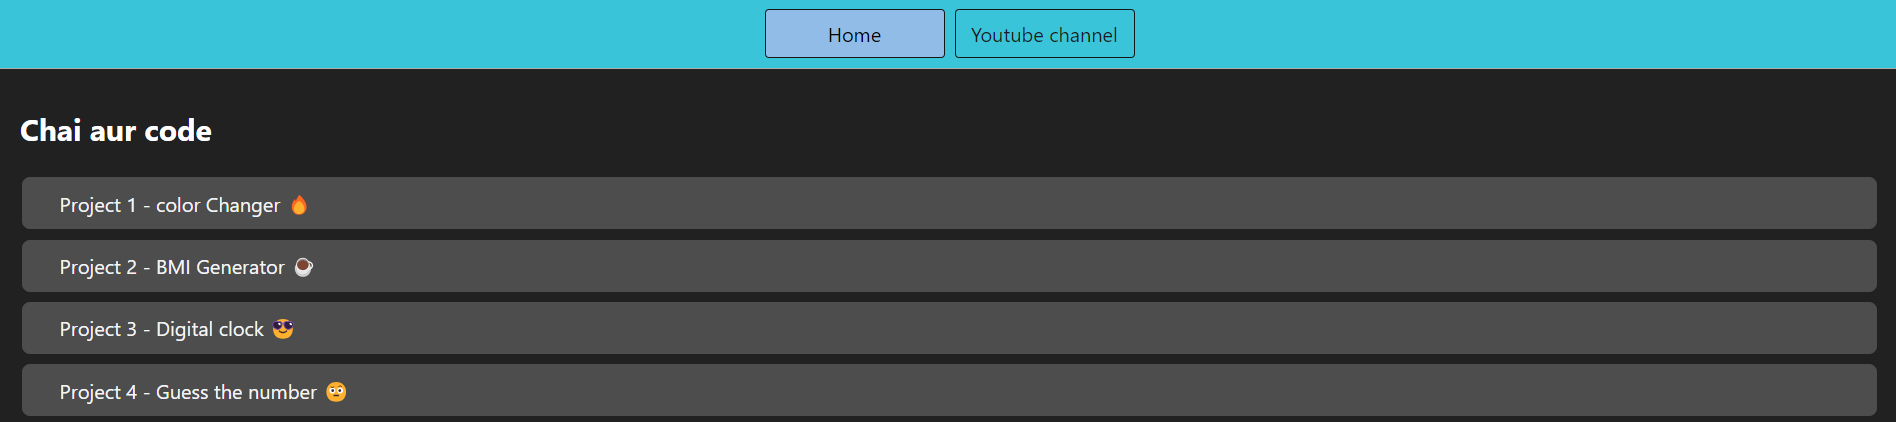 Home
Youtube channel
Chai aur code
Project 1 - color Changer 🔥
Project 2 - BMI Generator ☕
Project 3 - Digital clock 😎
Project 4 - Guess the number 😳